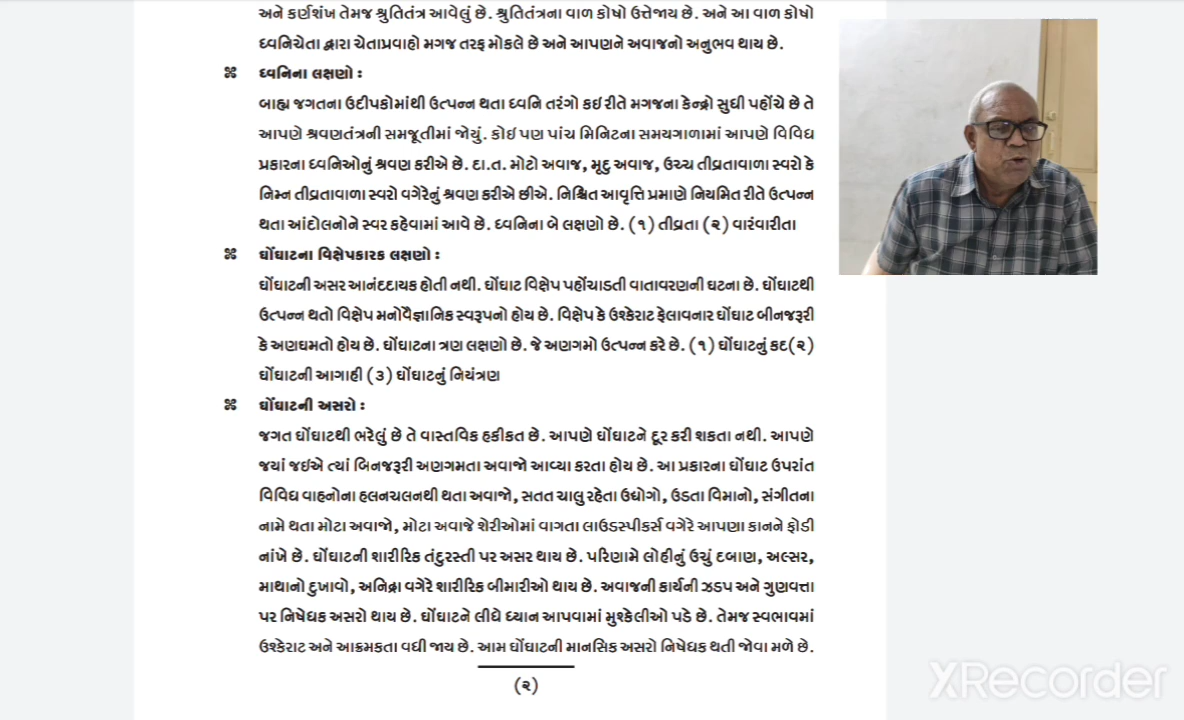 અને કર્ણશંખ તેમજ શ્રુતિતંત્ર આવેલું છે. શ્રુતિતંત્રના વાળ કોષો ઉત્તેજાય છે. અને આ વાળ કોષો
ધ્વનિચેતા દ્વારા ચેતાપ્રવાહો મગજ તરફ મોકલે છે અને આપણને અવાજનો અનુભવ થાય છે.
⌘ ધ્વનિના લક્ષણો :
બાહ્ય જગતના ઉદીપકોમાંથી ઉત્પન્ન થતા ધ્વનિ તરંગો કઇ રીતે મગજના કેન્દ્રો સુધી પહોંચે છે તે
આપણે શ્રવણતંત્રની સમજૂતીમાં જોયું. કોઇ પણ પાંચ મિનિટના સમયગાળામાં આપણે વિવિધ
પ્રકારના ધ્વનિઓનું શ્રવણ કરીએ છે. દા.ત. મોટો અવાજ, મૃદુ અવાજ, ઉચ્ચ તીવ્રતાવાળા સ્વરો કે
નિમ્ન તીવ્રતાવાળા સ્વરો વગેરેનું શ્રવણ કરીએ છીએ. નિશ્ચિત આવૃત્તિ પ્રમાણે નિયમિત રીતે ઉત્પન્ન
થતા આંદોલનોને સ્વર કહેવામાં આવે છે. ધ્વનિના બે લક્ષણો છે. (૧) તીવ્રતા (૨) વારંવારીતા
⌘ ઘોંઘાટના વિક્ષેપકારક લક્ષણો :
ઘોંઘાટની અસર આનંદદાયક હોતી નથી. ઘોંઘાટ વિક્ષેપ પહોંચાડતી વાતાવરણની ઘટના છે. ઘોંઘાટથી
ઉત્પન્ન થતો વિક્ષેપ મનોવૈજ્ઞાનિક સ્વરૂપનો હોય છે. વિક્ષેપ કે ઉશ્કેરાટ ફેલાવનાર ઘોંઘાટ બીનજરૂરી
કે અણઘમતો હોય છે. ઘોંઘાટના ત્રણ લક્ષણો છે. જે અણગમો ઉત્પન્ન કરે છે. (૧) ઘોંઘાટનું કદ(૨)
ઘોંઘાટની આગાહી (૩) ઘોંઘાટનું નિયંત્રણ
⌘ ઘોંઘાટની અસરો :
જગત ઘોંઘાટથી ભરેલું છે તે વાસ્તવિક હકીકત છે. આપણે ઘોંઘાટને દૂર કરી શકતા નથી. આપણે
જયાં જઇએ ત્યાં બિનજરૂરી અણગમતા અવાજો આવ્યા કરતા હોય છે. આ પ્રકારના ઘોંઘાટ ઉપરાંત
વિવિધ વાહનોના હલનચલનથી થતા અવાજો, સતત ચાલુ રહેતા ઉદ્યોગો, ઉડતા વિમાનો, સંગીતના
નામે થતા મોટા અવાજો, મોટા અવાજે શેરીઓમાં વાગતા લાઉડસ્પીકર્સ વગેરે આપણા કાનને ફોડી
નાંખે છે. ઘોંઘાટની શારીરિક તંદુરસ્તી પર અસર થાય છે. પરિણામે લોહીનું ઉચું દબાણ, અલ્સર,
માથાનો દુખાવો, અનિદ્રા વગેરે શારીરિક બીમારીઓ થાય છે. અવાજની કાર્યની ઝડપ અને ગુણવત્તા
પર નિષેધક અસરો થાય છે. ઘોંઘાટને લીધે ધ્યાન આપવામાં મુશ્કેલીઓ પડે છે. તેમજ સ્વભાવમાં
ઉશ્કેરાટ અને આક્રમકતા વધી જાય છે. આમ ઘોંઘાટની માનસિક અસરો નિષેધક થતી જોવા મળે છે.
(૨)
XRecorder